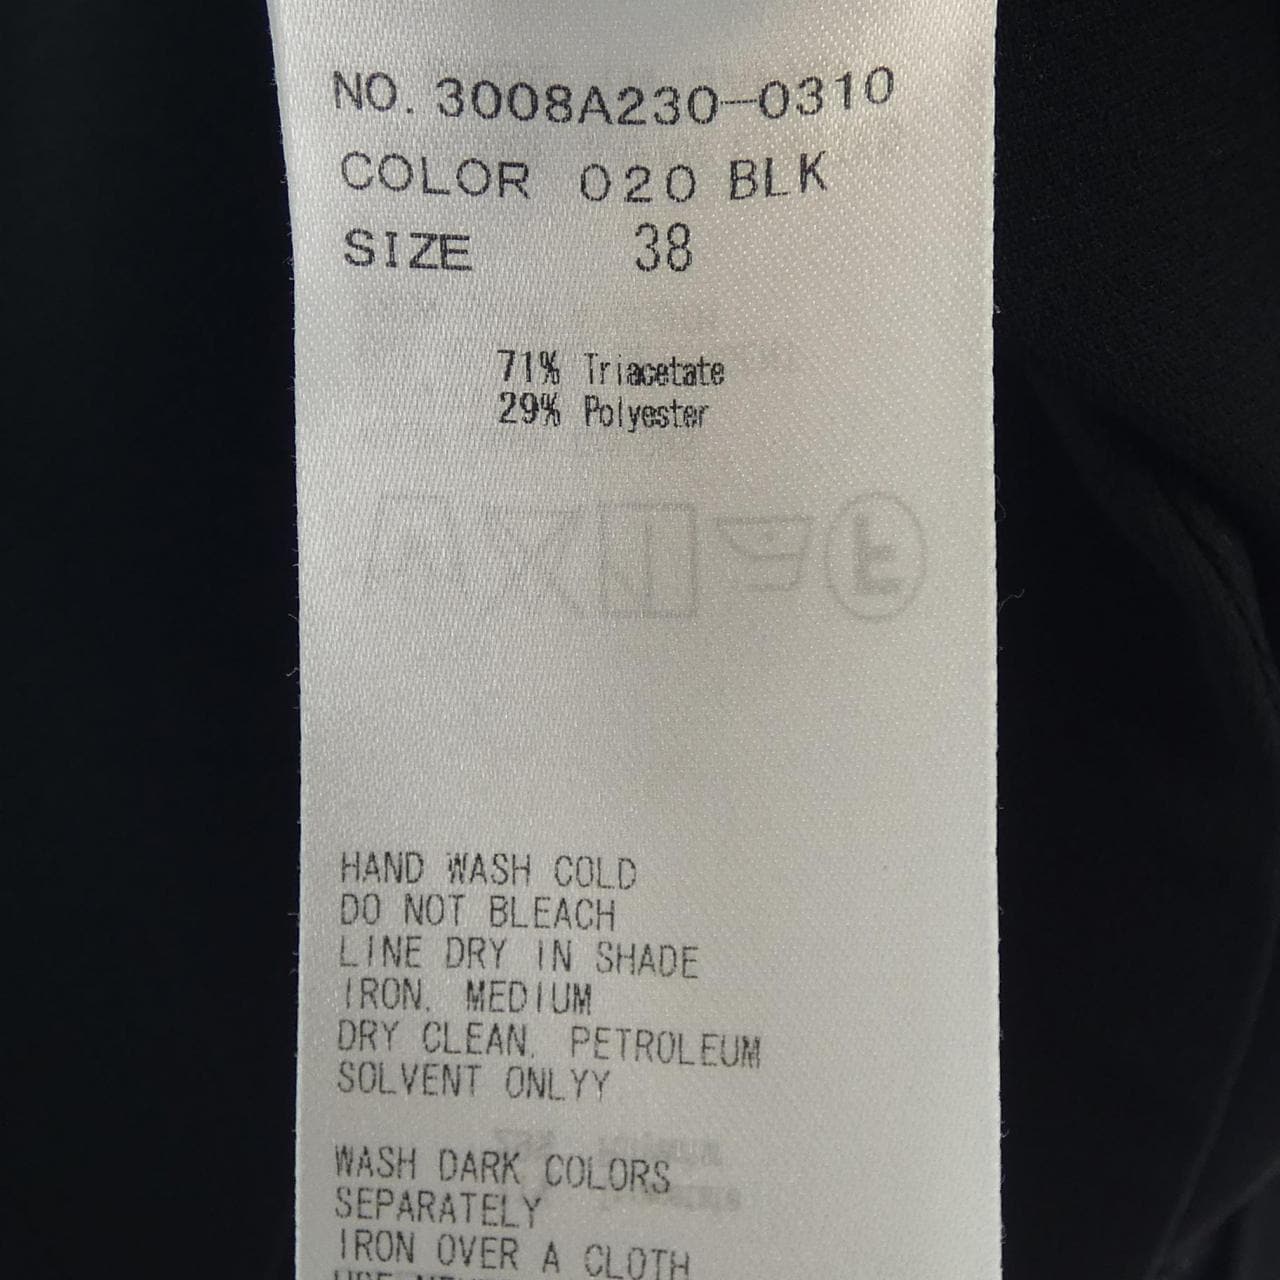 NO. 3008A230-0310
COLOR 020 BLK
SIZE 38
71% Triacetate
29% Polyester
HAND WASH COLD
DO NOT BLEACH
LINE DRY IN SHADE
IRON. MEDIUM
DRY CLEAN. PETROLEUM
SOLVENT ONLYY
WASH DARK COLORS
SEPARATELY
IRON OVER A CLOTH